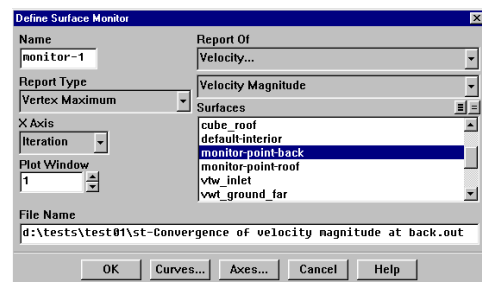 Define Surface Monitor
Name
monitor-1
Report Type
Vertex Maximum
X Axis
Iteration
Plot Window
1
Report Of
Velocity...
Velocity Magnitude
Surfaces
cube_roof
default-interior
monitor-point-back
monitor-point-roof
vtw_inlet
vwt_ground_far
File Name
d:\tests\test01\st-Convergence of velocity magnitude at back.out
OK Curves... Axes... Cancel Help